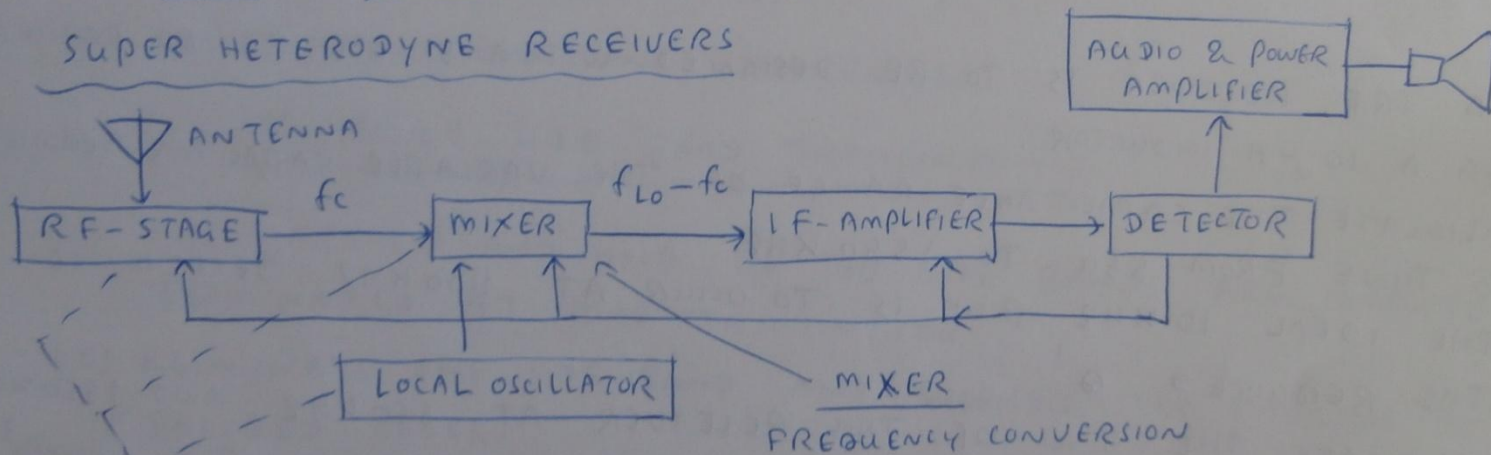 SUPER HETERODYNE RECEIVERS
AUDIO & POWER
AMPLIFIER
ANTENNA
RF-STAGE
fc
MIXER
fLO-fc
IF-AMPLIFIER
DETECTOR
LOCAL OSCILLATOR
MIXER
FREQUENCY CONVERSION